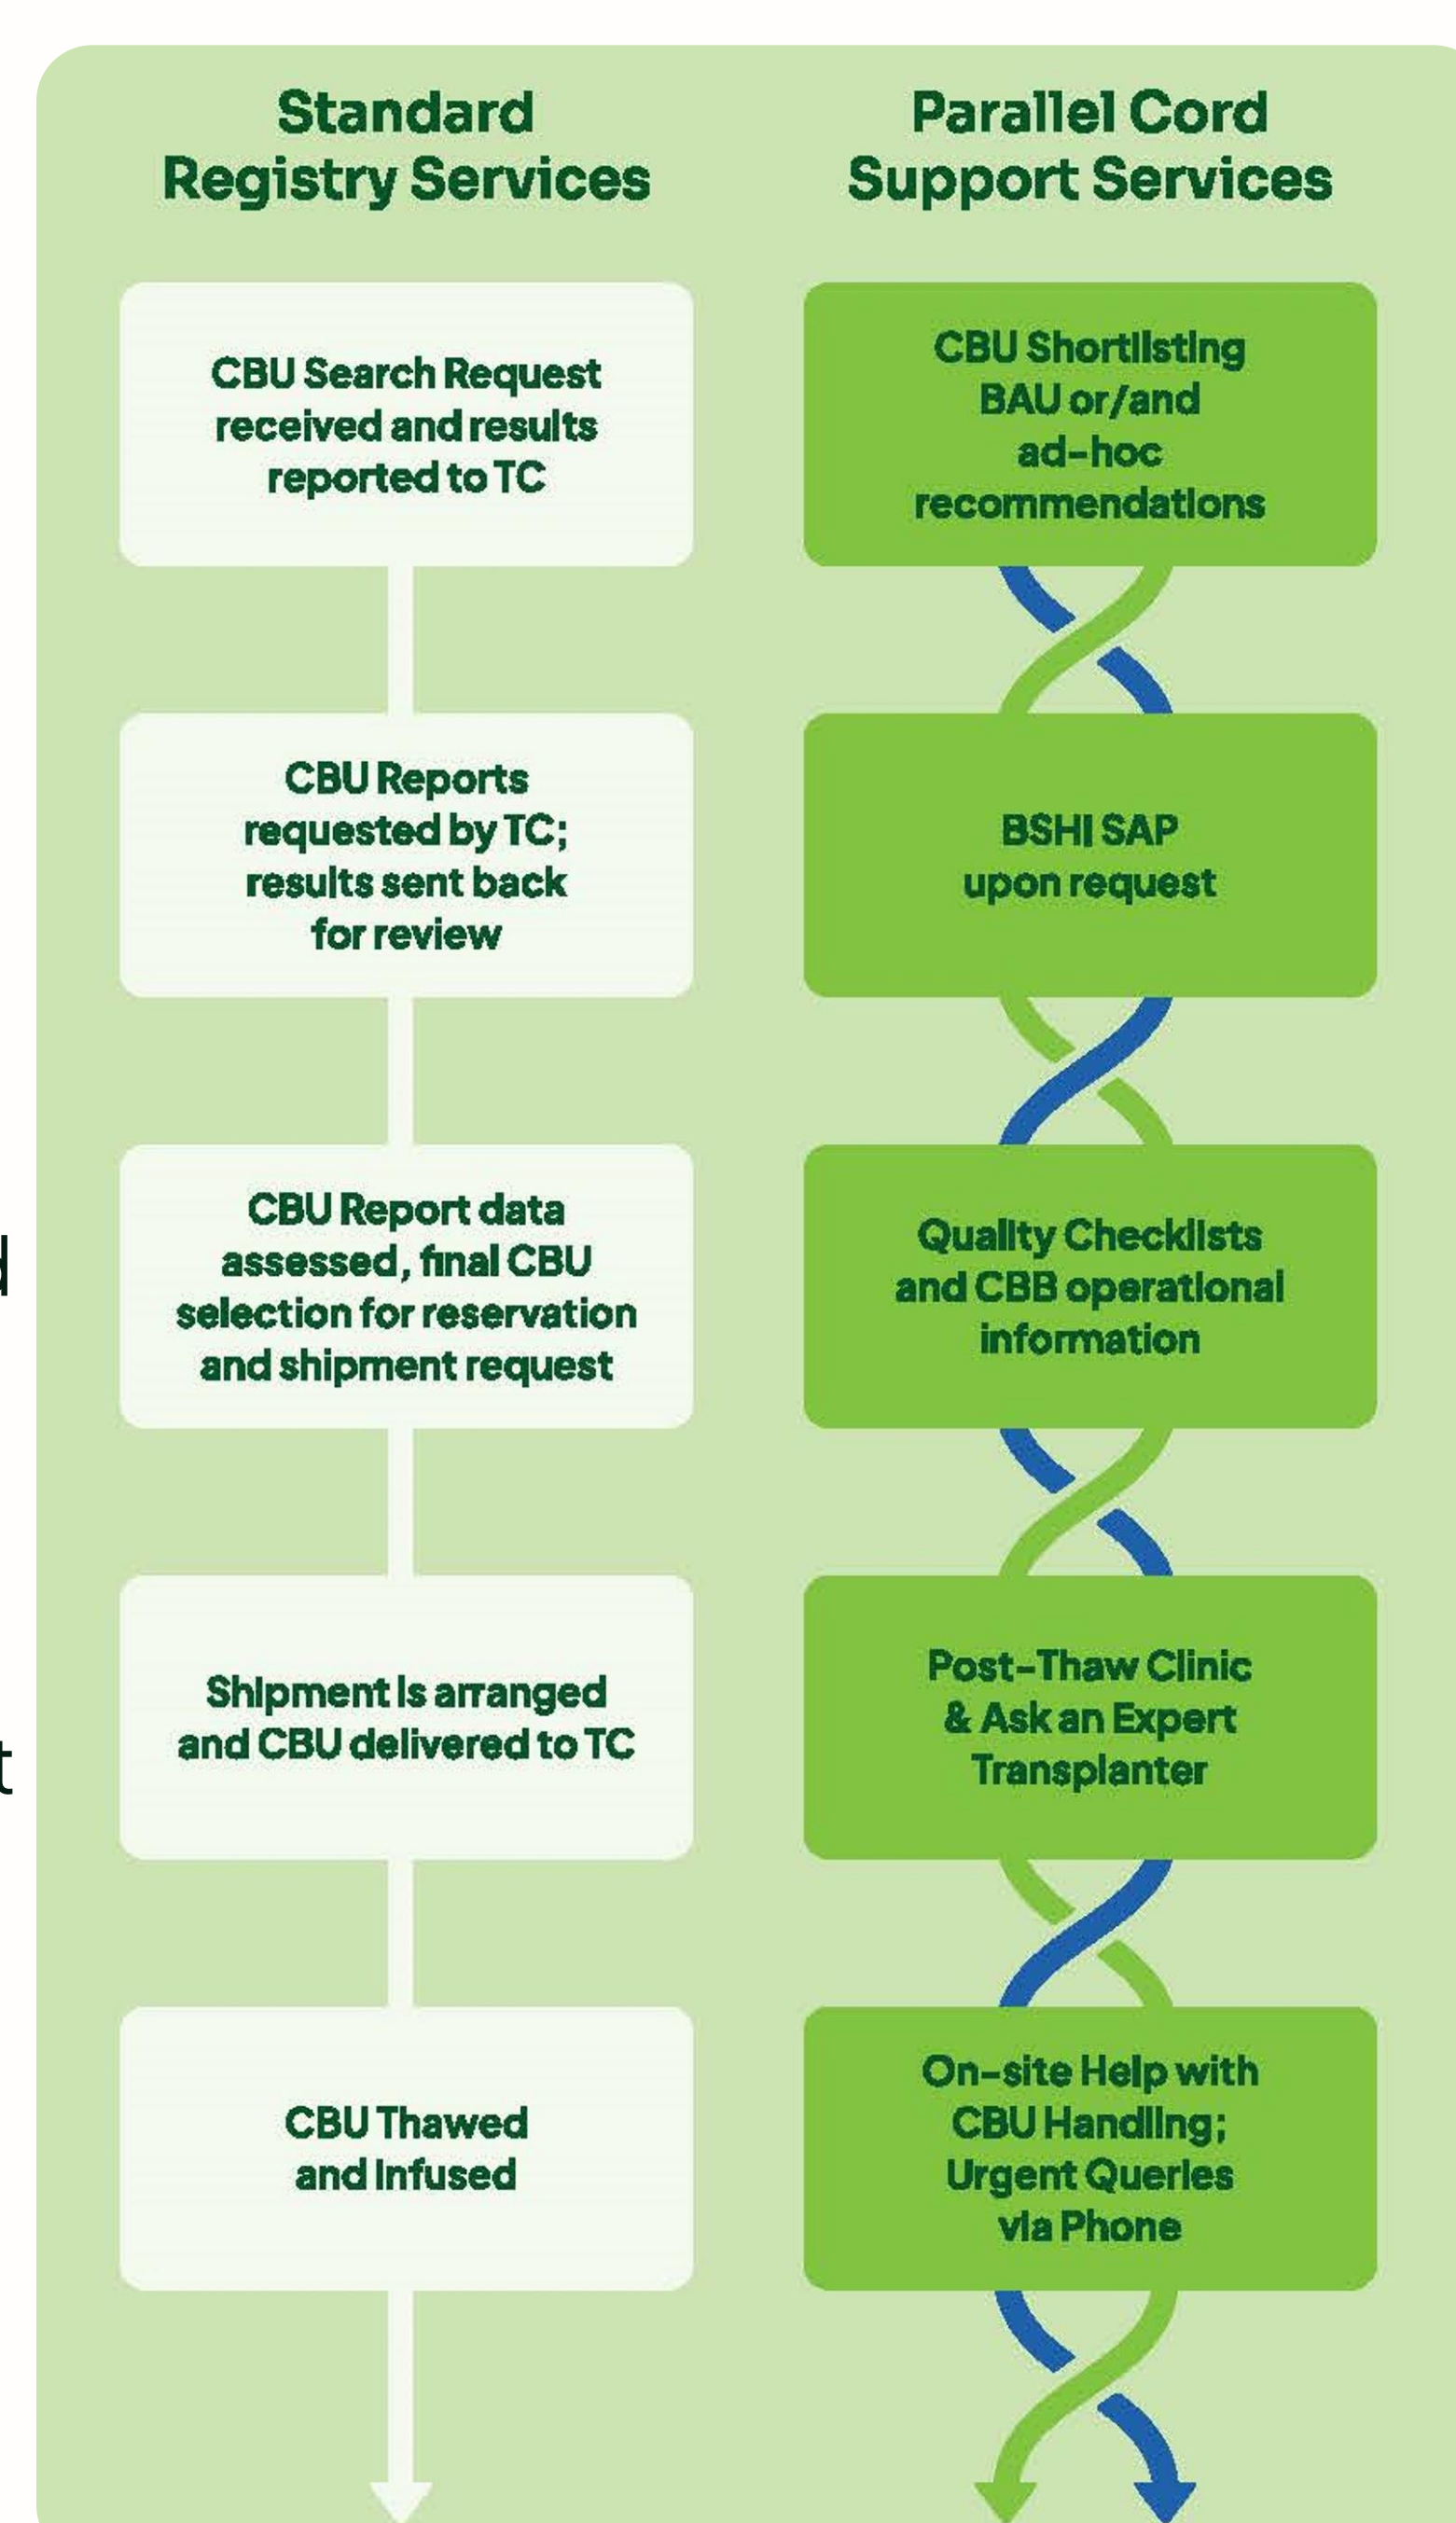 Standard
Registry Services
CBU Search Request
received and results
reported to TC
CBU Reports
requested by TC;
results sent back
for review
CBU Report data
assessed, final CBU
selection for reservation
and shipment request
Shipment is arranged
and CBU delivered to TC
CBU Thawed
and Infused
Parallel Cord
Support Services
CBU Shortlisting
BAU or/and
ad-hoc
recommendations
BSHI SAP
upon request
Quality Checklists
and CBB operational
information
Post-Thaw Clinic
& Ask an Expert
Transplanter
On-site Help with
CBU Handling;
Urgent Queries
via Phone